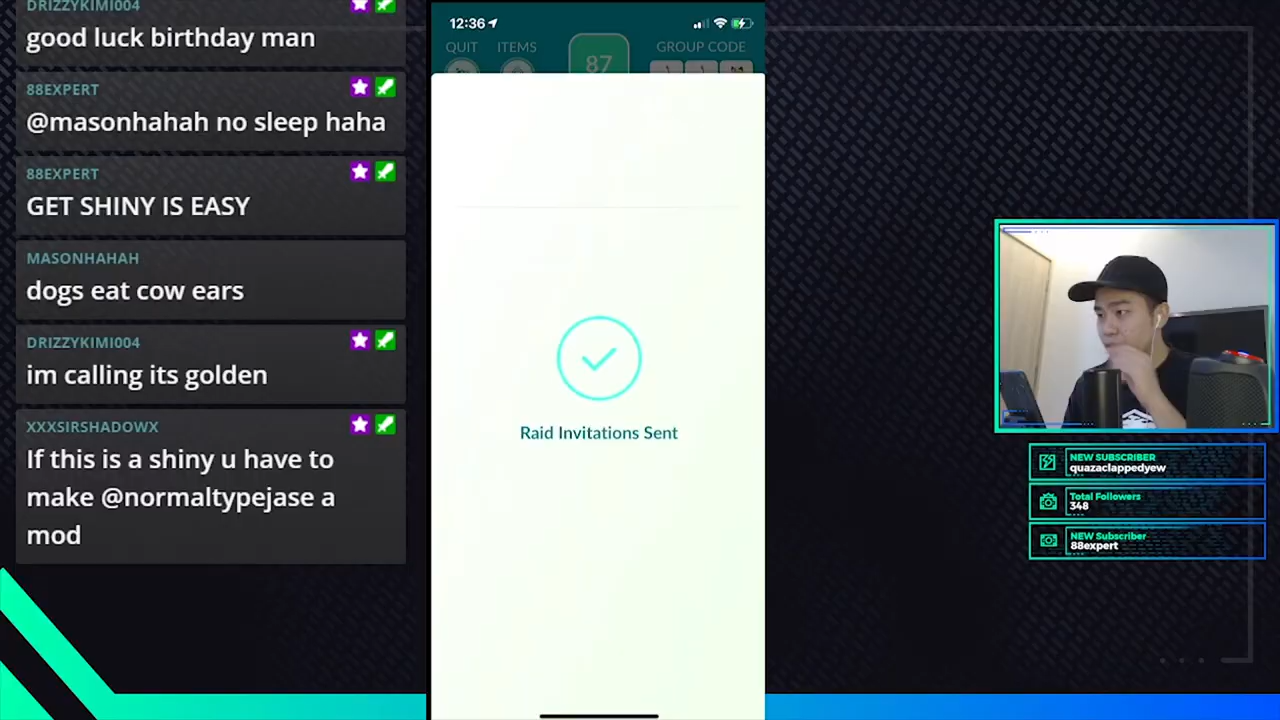 DRIZZYKIMI004
good luck birthday man
88EXPERT
@masonhahah no sleep haha
88EXPERT
GET SHINY IS EASY
MASONHAHAH
dogs eat cow ears
DRIZZYKIMI004
im calling its golden
XXXSIRSHADOWX
If this is a shiny u have to
make @normaltypejase a
mod
12:36
QUIT ITEMS
87
GROUP CODE
Raid Invitations Sent
NEW SUBSCRIBER
quazaclappedyew
Total Followers
348
NEW Subscriber
88expert